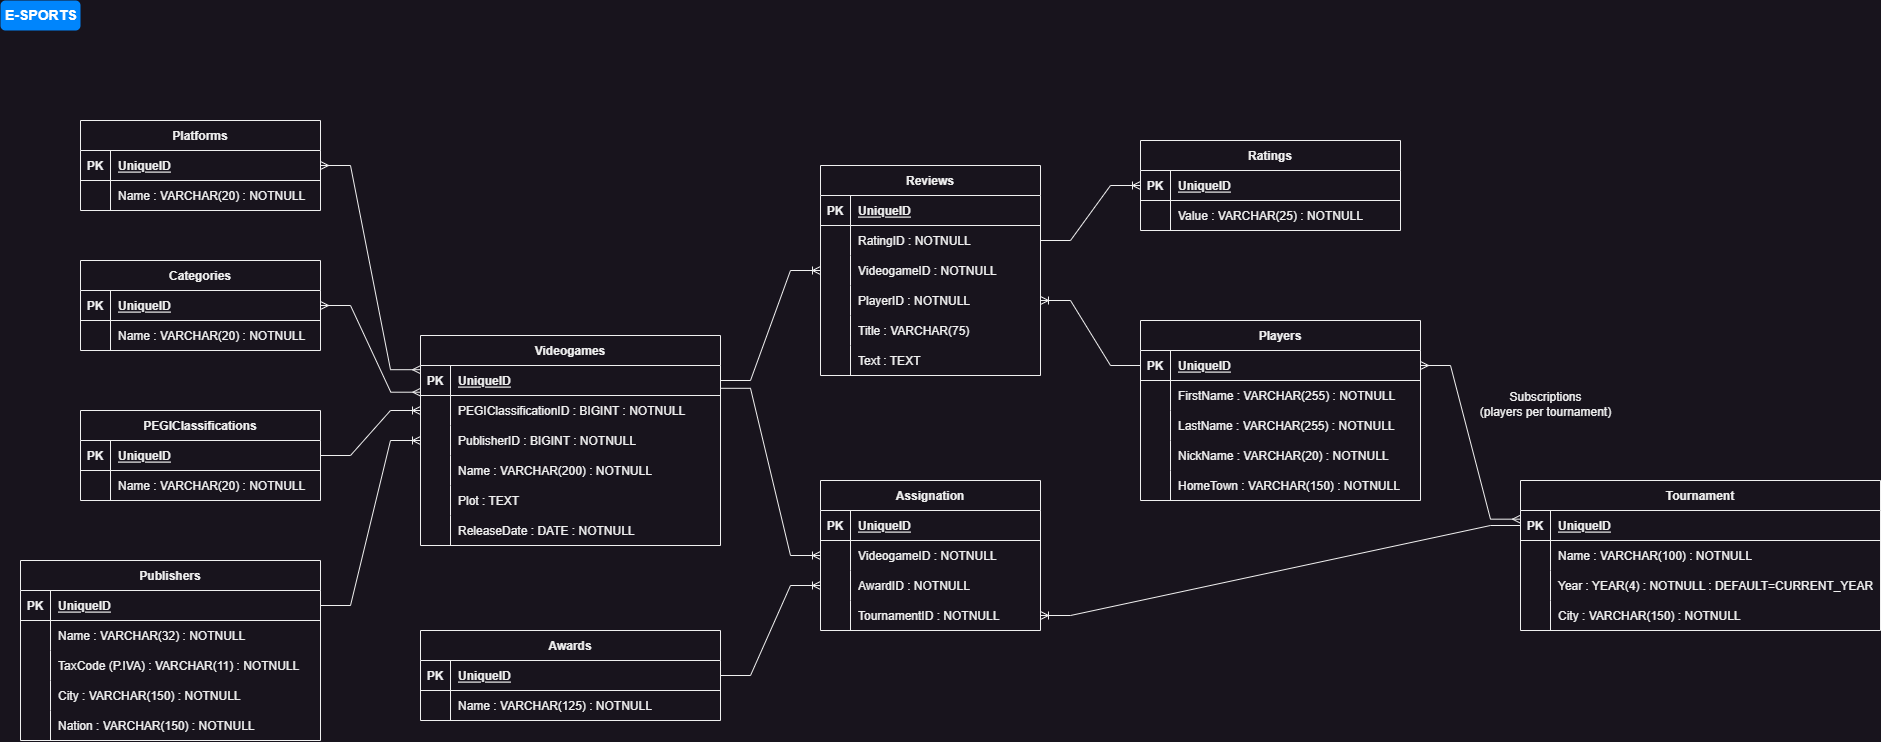 E-SPORTS
Platforms
PK UniqueID
Name : VARCHAR(20) : NOTNULL
Categories
PK UniqueID
Name : VARCHAR(20) : NOTNULL
PEGIClassifications
PK UniqueID
Name : VARCHAR(20) : NOTNULL
Publishers
PK UniqueID
Name : VARCHAR(32) : NOTNULL
TaxCode (P.IVA) : VARCHAR(11) : NOTNULL
City : VARCHAR(150) : NOTNULL
Nation : VARCHAR(150) : NOTNULL
Videogames
PK UniqueID
PEGIClassificationID : BIGINT : NOTNULL
PublisherID : BIGINT : NOTNULL
Name : VARCHAR(200) : NOTNULL
Plot : TEXT
ReleaseDate : DATE : NOTNULL
Awards
PK UniqueID
Name : VARCHAR(125) : NOTNULL
Reviews
PK UniqueID
RatingID : NOTNULL
VideogameID : NOTNULL
PlayerID : NOTNULL
Title : VARCHAR(75)
Text : TEXT
Assignation
PK UniqueID
VideogameID : NOTNULL
AwardID : NOTNULL
TournamentID : NOTNULL
Ratings
PK UniqueID
Value : VARCHAR(25) : NOTNULL
Players
PK UniqueID
FirstName : VARCHAR(255) : NOTNULL
LastName : VARCHAR(255) : NOTNULL
NickName : VARCHAR(20) : NOTNULL
HomeTown : VARCHAR(150) : NOTNULL
Subscriptions
(players per tournament)
Tournament
PK UniqueID
Name : VARCHAR(100) : NOTNULL
Year : YEAR(4) : NOTNULL : DEFAULT=CURRENT_YEAR
City : VARCHAR(150) : NOTNULL